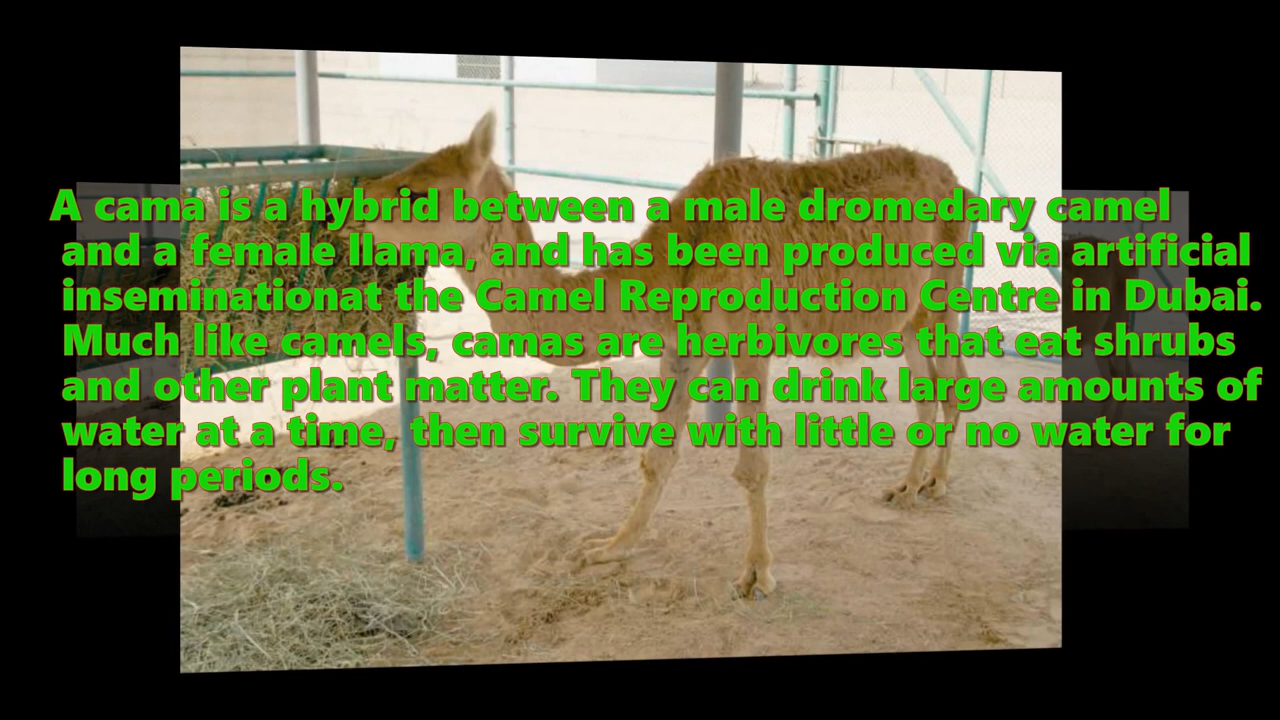 A cama is a hybrid between a male dromedary camel
and a female llama, and has been produced via artificial
inseminationat the Camel Reproduction Centre in Dubai.
Much like camels, camas are herbivores that eat shrubs
and other plant matter. They can drink large amounts of
water at a time, then survive with little or no water for
long periods.